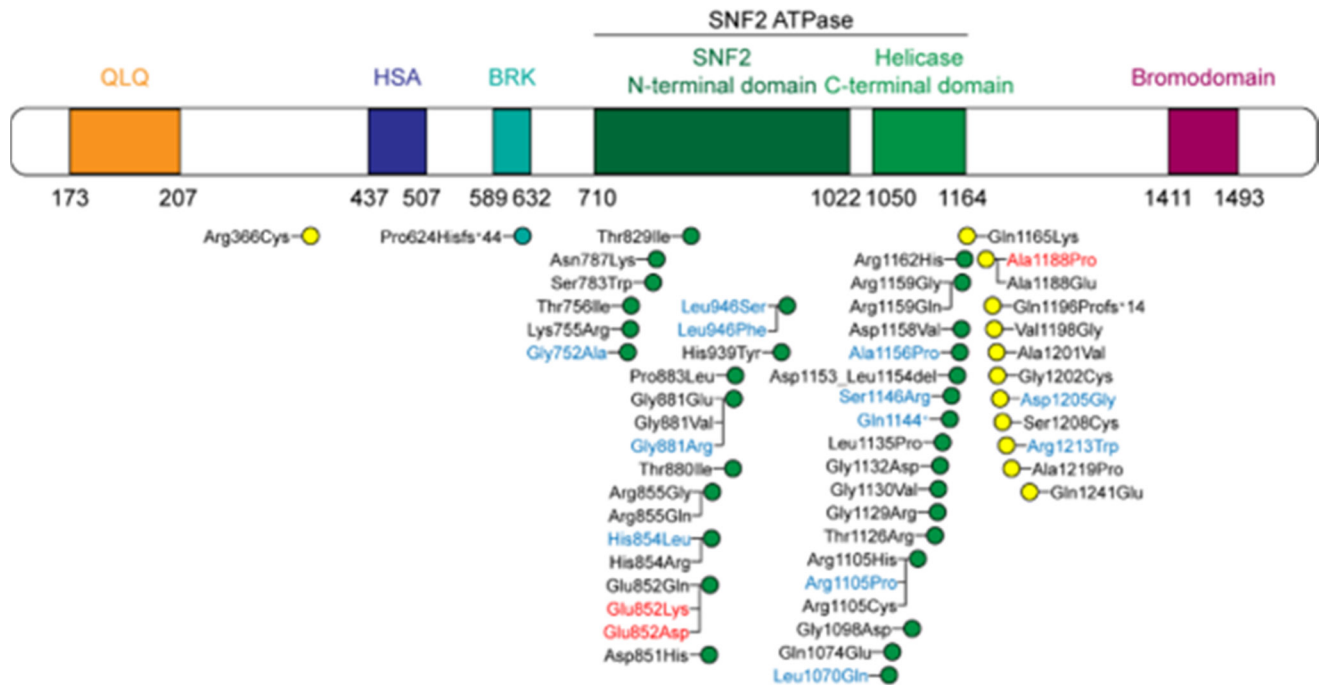 SNF2 ATPase
QLQ
HSA
BRK
SNF2
N-terminal domain
Helicase
C-terminal domain
Bromodomain
173
207
437
507
589
632
710
1022
1050
1164
1411
1493
Arg366Cys
Pro624Hisfs*44
Thr829Ile
Asn787Lys
Ser783Trp
Thr756Ile
Lys755Arg
Gly752Ala
Leu946Ser
Leu946Phe
His939Tyr
Pro883Leu
Gly881Glu
Gly881Val
Gly881Arg
Thr880Ile
Arg855Gly
Arg855Gln
His854Leu
His854Arg
Glu852Gln
Glu852Lys
Glu852Asp
Asp851His
Arg1162His
Arg1159Gly
Arg1159Gln
Asp1158Val
Ala1156Pro
Asp1153_Leu1154del
Ser1146Arg
Gln1144*
Leu1135Pro
Gly1132Asp
Gly1130Val
Gly1129Arg
Thr1126Arg
Arg1105His
Arg1105Pro
Arg1105Cys
Gly1098Asp
Gln1074Glu
Leu1070Gln
Gln1165Lys
Ala1188Pro
Ala1188Glu
Gln1196Profs*14
Val1198Gly
Ala1201Val
Gly1202Cys
Asp1205Gly
Ser1208Cys
Arg1213Trp
Ala1219Pro
Gln1241Glu